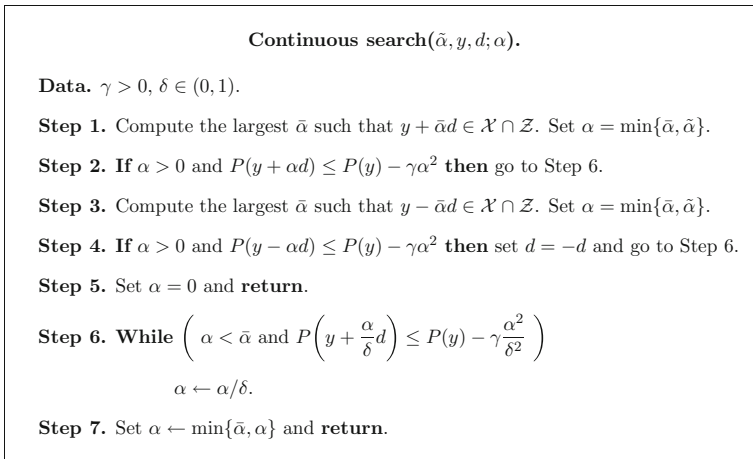 Continuous search(α̃, y, d; α).
Data. γ > 0, δ ∈ (0, 1).
Step 1. Compute the largest ᾱ such that y + ᾱd ∈ 𝒳 ∩ 𝒵. Set α = min{ᾱ, α̃}.
Step 2. If α > 0 and P(y + αd) ≤ P(y) − γα² then go to Step 6.
Step 3. Compute the largest ᾱ such that y − ᾱd ∈ 𝒳 ∩ 𝒵. Set α = min{ᾱ, α̃}.
Step 4. If α > 0 and P(y − αd) ≤ P(y) − γα² then set d = −d and go to Step 6.
Step 5. Set α = 0 and return.
Step 6. While ( α < ᾱ and P(y + α/δ d) ≤ P(y) − γ α²/δ² )
α ← α/δ.
Step 7. Set α ← min{ᾱ, α} and return.